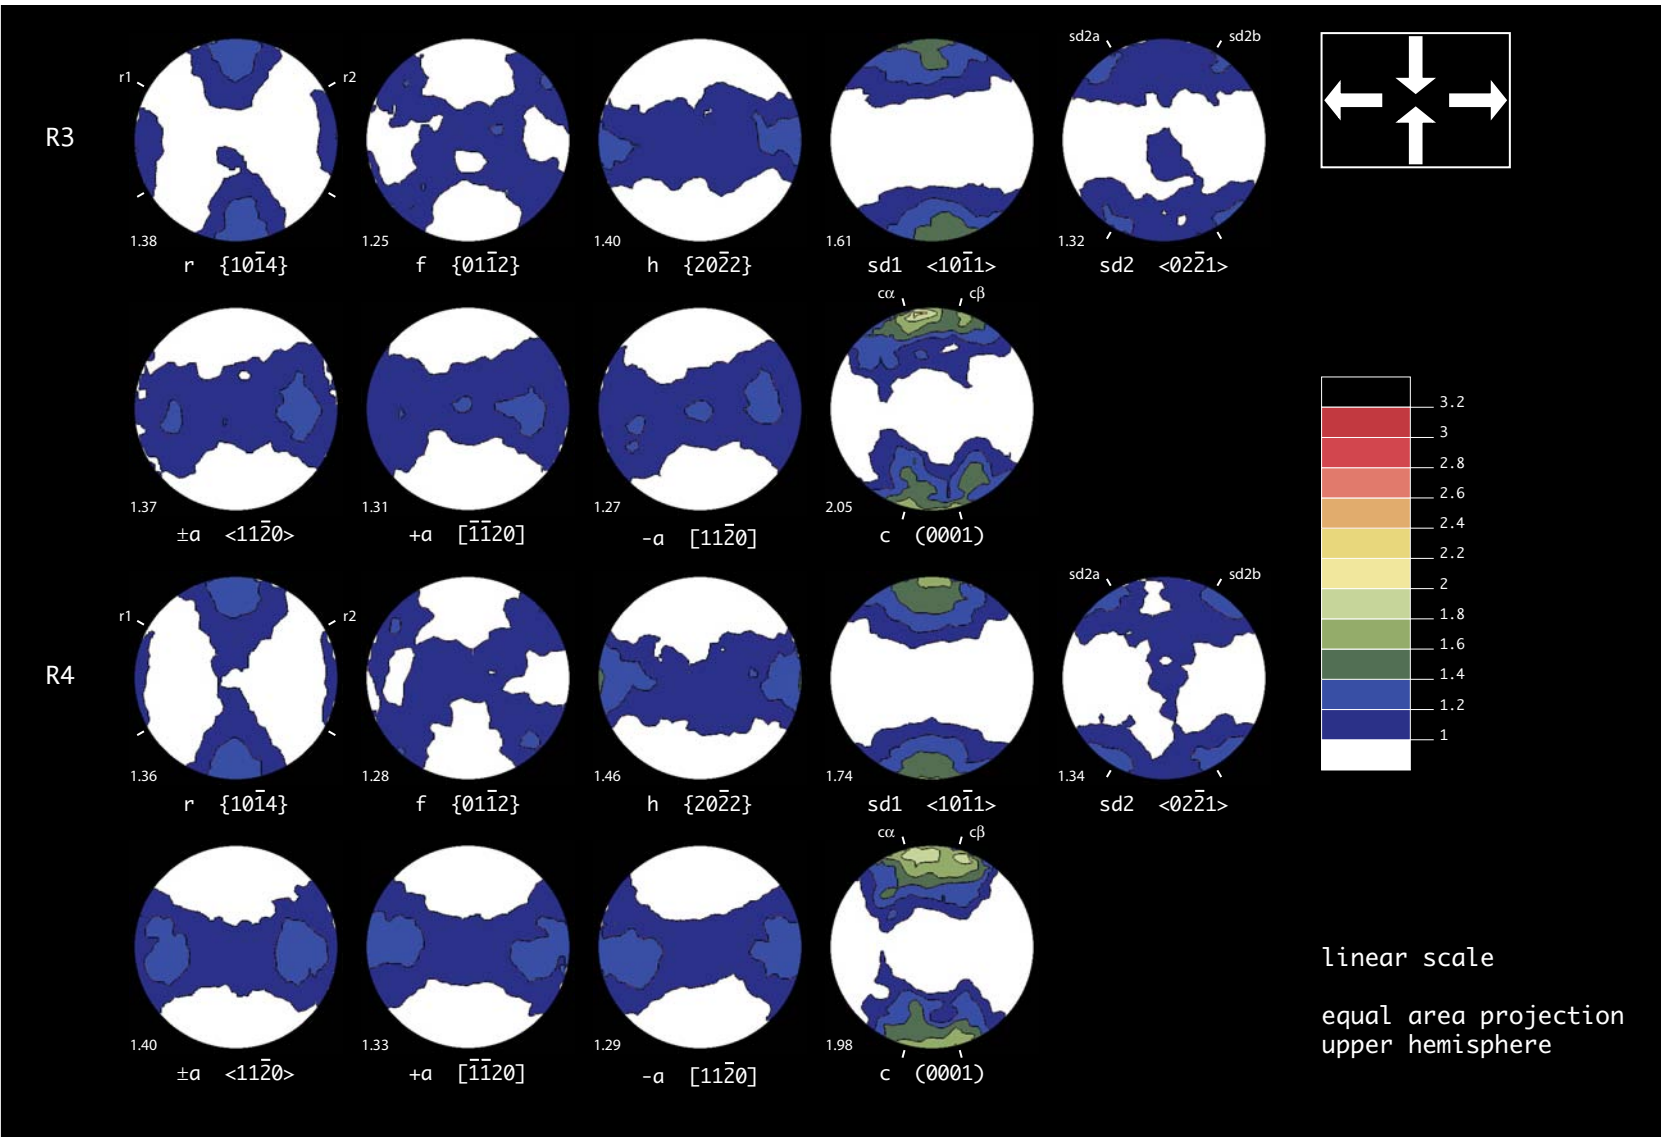 sd2a sd2b
r1 r2
R3
1.38 1.25 1.40 1.61 1.32
r {101̄4} f {011̄2} h {202̄2} sd1 <101̄1> sd2 <022̄1>
cα cβ
1.37 1.31 1.27 2.05
±a <112̄0> +a [1̄1̄20] -a [112̄0] c (0001)
3.2
3
2.8
2.6
2.4
2.2
2
1.8
1.6
1.4
1.2
1
sd2a sd2b
r1 r2
R4
1.36 1.28 1.46 1.74 1.34
r {101̄4} f {011̄2} h {202̄2} sd1 <101̄1> sd2 <022̄1>
cα cβ
1.40 1.33 1.29 1.98
±a <112̄0> +a [1̄1̄20] -a [112̄0] c (0001)
linear scale
equal area projection
upper hemisphere